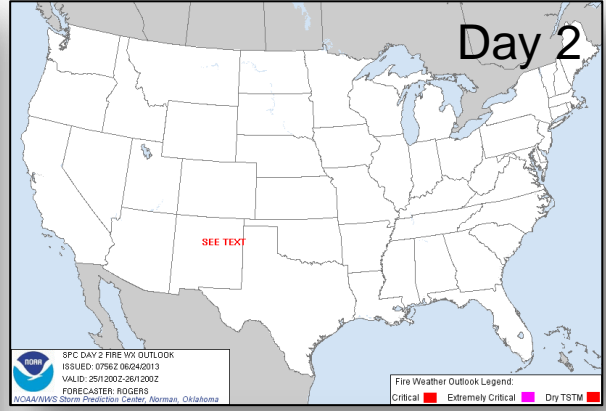 Day 2
SEE TEXT
NOAA
SPC DAY 2 FIRE WX OUTLOOK
ISSUED: 0756Z 06/24/2013
VALID: 25/1200Z-26/1200Z
FORECASTER: ROGERS
NOAA/NWS Storm Prediction Center, Norman, Oklahoma
Fire Weather Outlook Legend:
Critical Extremely Critical Dry TSTM